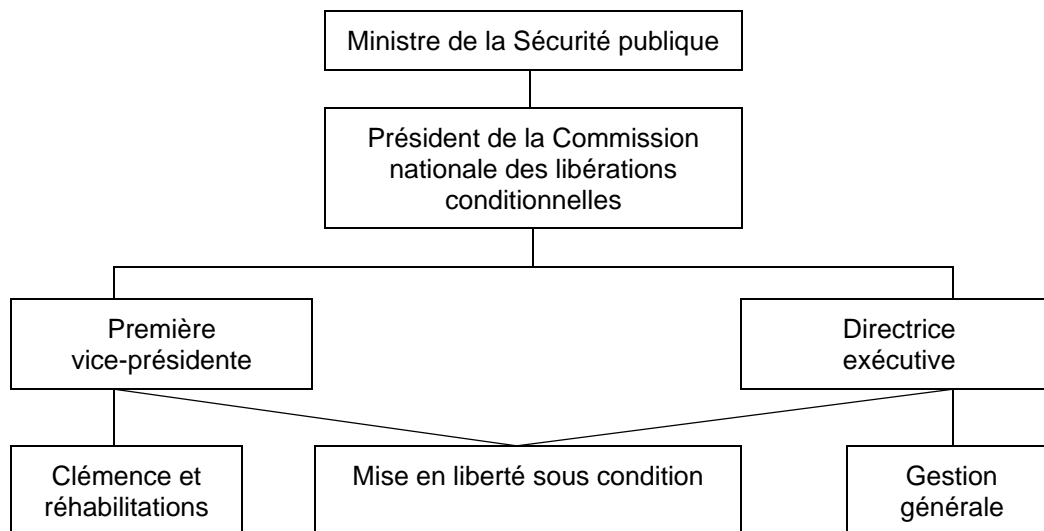 Ministre de la Sécurité publique
Président de la Commission
nationale des libérations
conditionnelles
Première
vice-présidente
Directrice
exécutive
Clémence et
réhabilitations
Mise en liberté sous condition
Gestion
générale